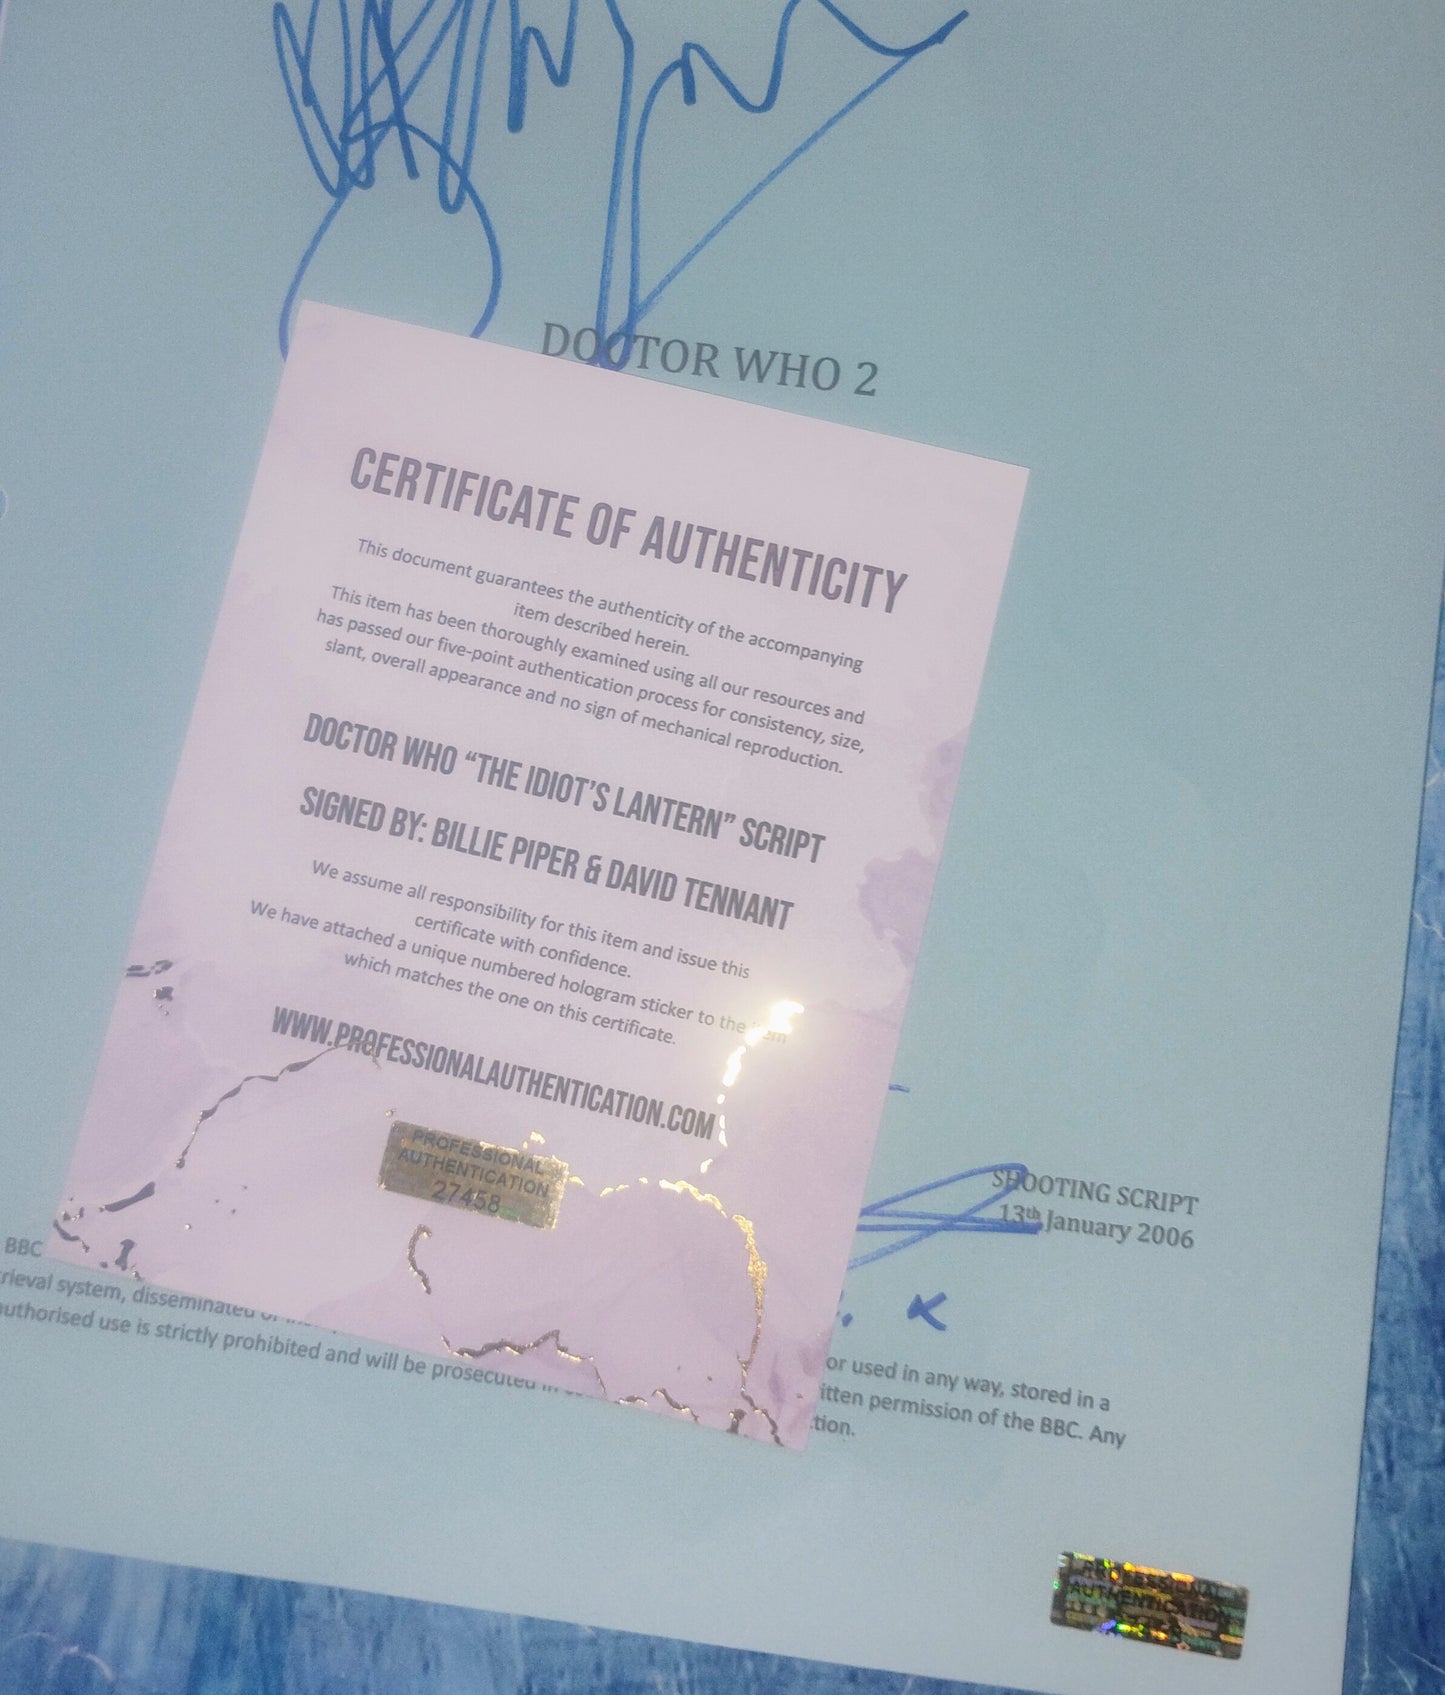 DOCTOR WHO 2
CERTIFICATE OF AUTHENTICITY
This document guarantees the authenticity of the accompanying
item described herein.
This item has been thoroughly examined using all our resources and
has passed our five-point authentication process for consistency, size,
slant, overall appearance and no sign of mechanical reproduction.
DOCTOR WHO “THE IDIOT’S LANTERN” SCRIPT
SIGNED BY: BILLIE PIPER & DAVID TENNANT
We assume all responsibility for this item and issue this
certificate with confidence.
We have attached a unique numbered hologram sticker to the item
which matches the one on this certificate.
WWW.PROFESSIONALAUTHENTICATION.COM
PROFESSIONAL
AUTHENTICATION
27458
SHOOTING SCRIPT
13th January 2006
BBC
rieval system, disseminated
or used in any way, stored in a
uthorised use is strictly prohibited and will be prosecuted
itten permission of the BBC. Any
tion.
PROFESSIONAL
AUTHENTICATION